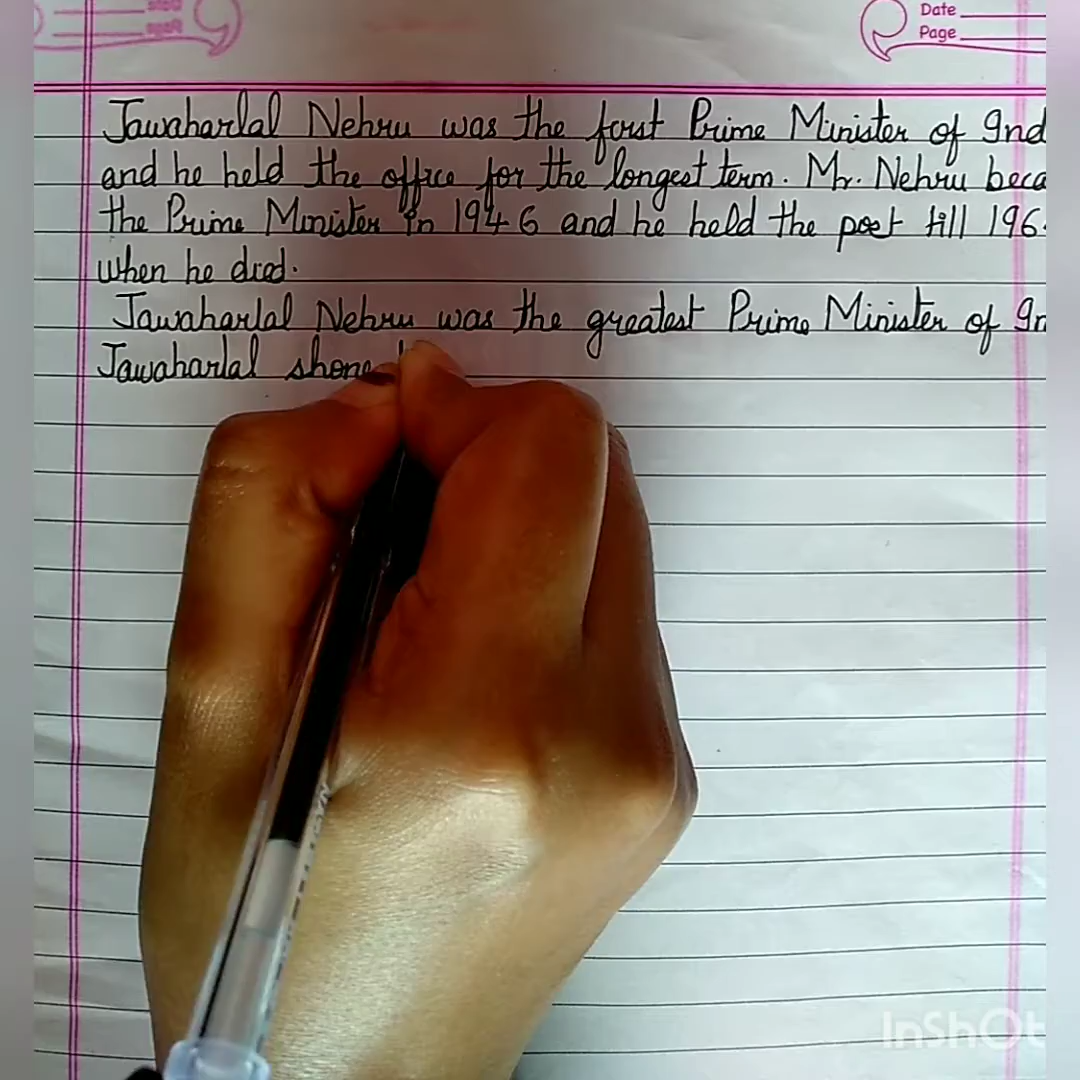 Date
Page
Jawaharlal Nehru was the first Prime Minister of Ind
and he held the office for the longest term. Mr. Nehru beca
the Prime Minister in 1946 and he held the post till 196
when he died.
Jawaharlal Nehru was the greatest Prime Minister of In
Jawaharlal shone
InShOt